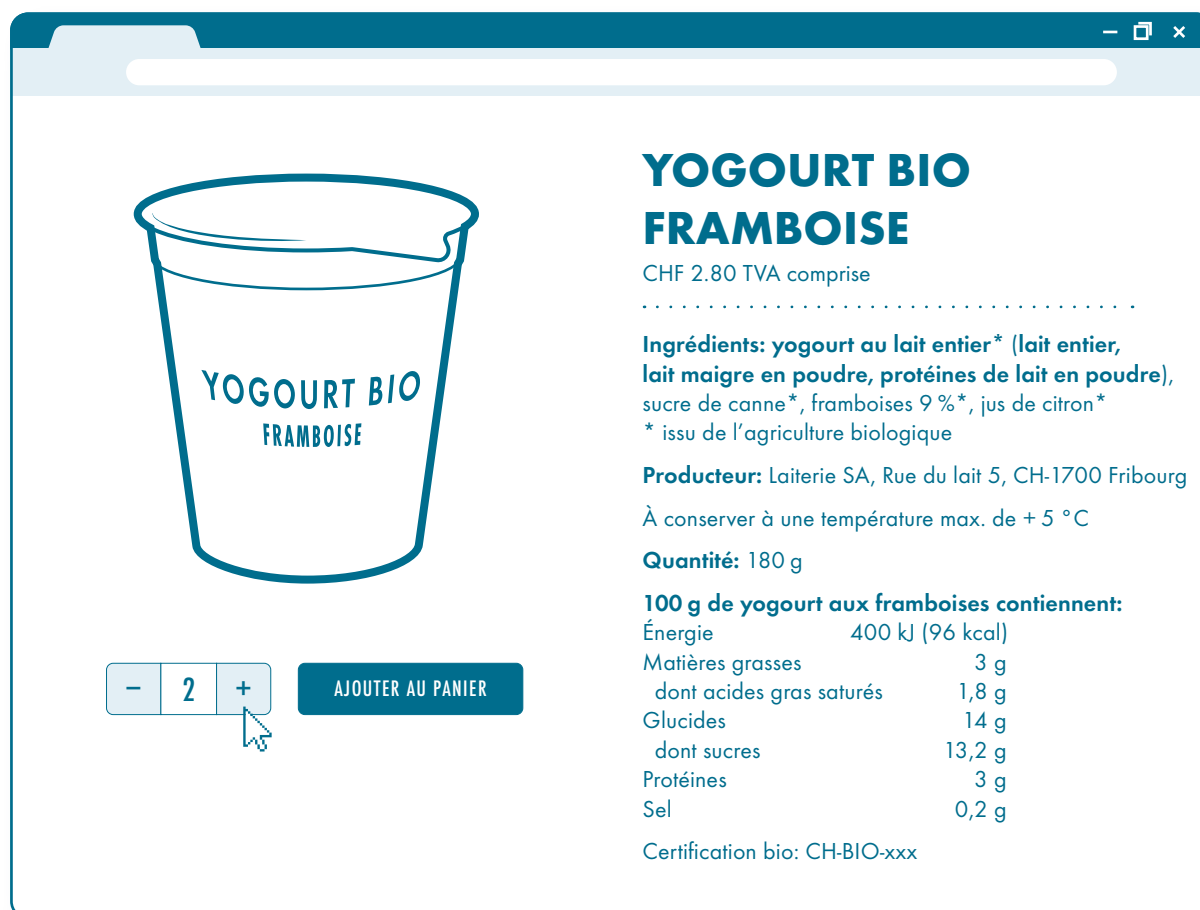 YOGOURT BIO
FRAMBOISE
CHF 2.80 TVA comprise
Ingrédients: yogourt au lait entier* (lait entier,
lait maigre en poudre, protéines de lait en poudre),
sucre de canne*, framboises 9 %*, jus de citron*
* issu de l’agriculture biologique
Producteur: Laiterie SA, Rue du lait 5, CH-1700 Fribourg
À conserver à une température max. de + 5 °C
Quantité: 180 g
100 g de yogourt aux framboises contiennent:
Énergie 400 kJ (96 kcal)
Matières grasses 3 g
dont acides gras saturés 1,8 g
Glucides 14 g
dont sucres 13,2 g
Protéines 3 g
Sel 0,2 g
Certification bio: CH-BIO-xxx
YOGOURT BIO
FRAMBOISE
– 2 +
AJOUTER AU PANIER